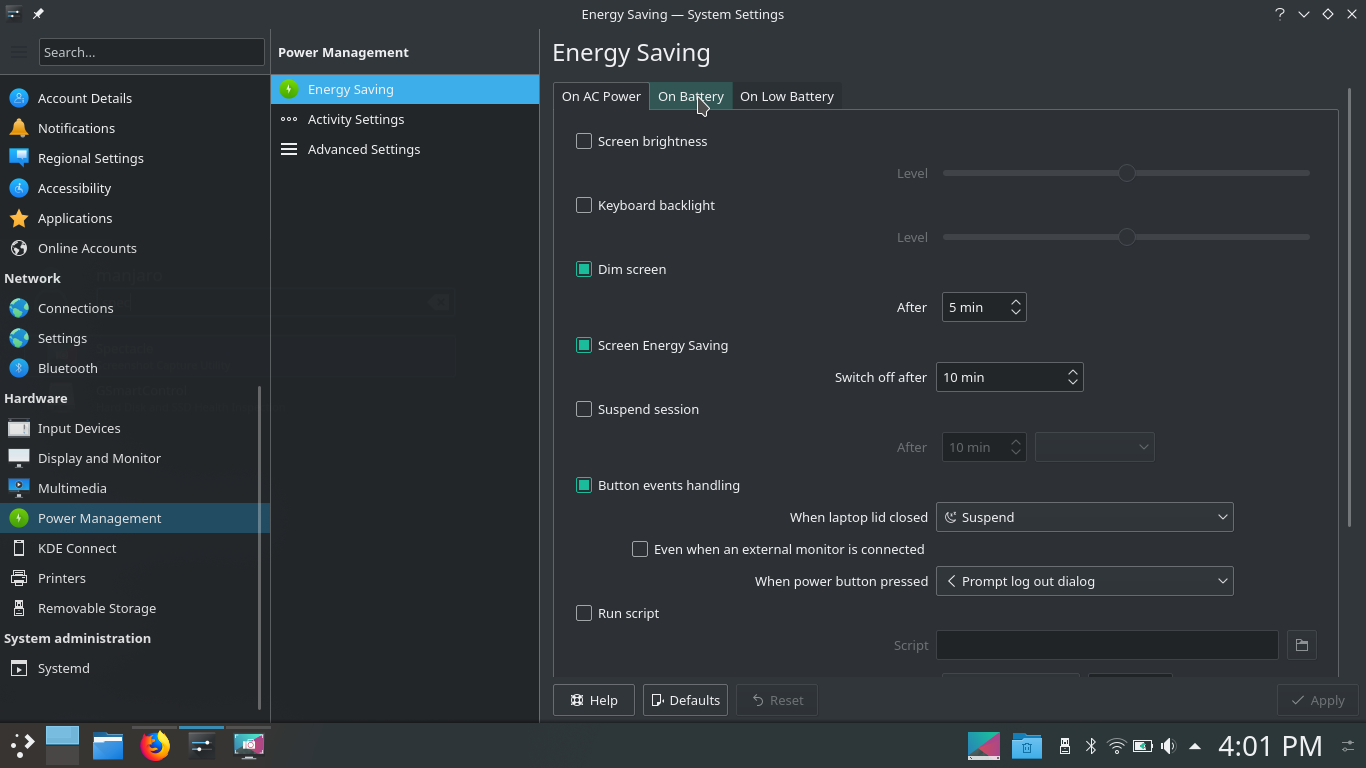 Energy Saving — System Settings
Search...
Account Details
Notifications
Regional Settings
Accessibility
Applications
Online Accounts
Network
Connections
Settings
Bluetooth
Hardware
Input Devices
Display and Monitor
Multimedia
Power Management
KDE Connect
Printers
Removable Storage
System administration
Systemd
Power Management
Energy Saving
Activity Settings
Advanced Settings
Energy Saving
On AC Power On Battery On Low Battery
Screen brightness
Level
Keyboard backlight
Level
Dim screen
After 5 min
Screen Energy Saving
Switch off after 10 min
Suspend session
After 10 min
Button events handling
When laptop lid closed Suspend
Even when an external monitor is connected
When power button pressed Prompt log out dialog
Run script
Script
Help Defaults Reset Apply
4:01 PM